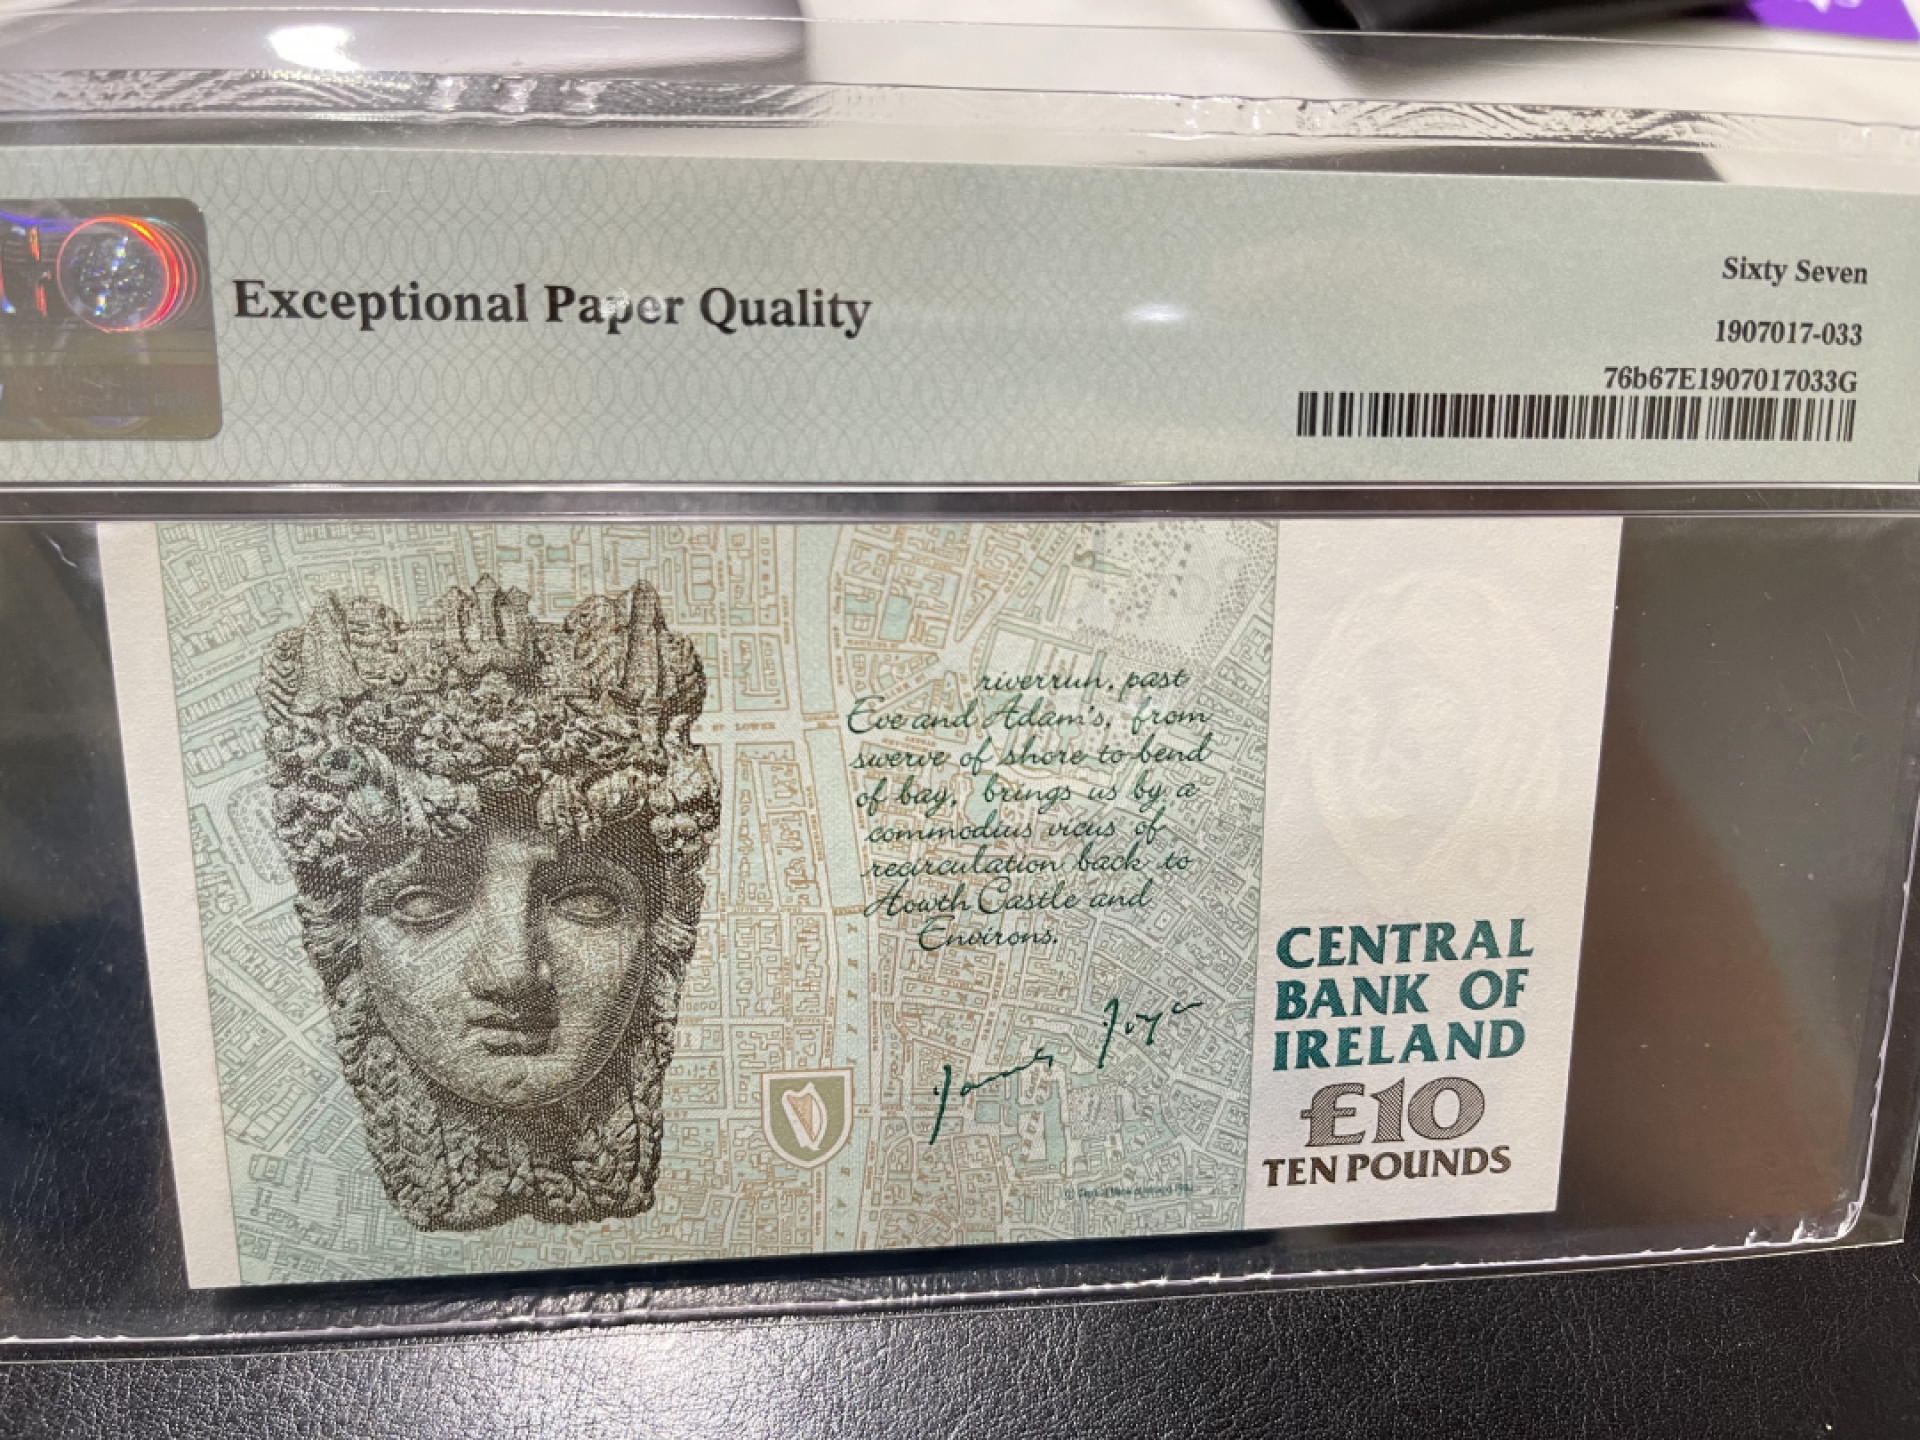 Exceptional Paper Quality
Sixty Seven
1907017-033
76b67E1907017033G
riverrun, past
Eve and Adam's, from
swerve of shore to bend
of bay, brings us by a
commodius vicus of
recirculation back to
Howth Castle and
Environs.
James Joyce
CENTRAL
BANK OF
IRELAND
£10
TEN POUNDS